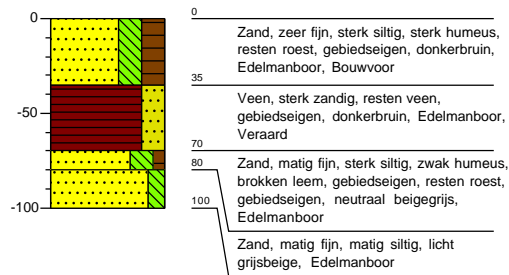 0
0
Zand, zeer fijn, sterk siltig, sterk humeus,
resten roest, gebiedseigen, donkerbruin,
Edelmanboor, Bouwvoor
35
Veen, sterk zandig, resten veen,
gebiedseigen, donkerbruin, Edelmanboor,
Veraard
-50
70
Zand, matig fijn, sterk siltig, zwak humeus,
brokken leem, gebiedseigen, resten roest,
gebiedseigen, neutraal beigegrijs,
Edelmanboor
80
100
-100
Zand, matig fijn, matig siltig, licht
grijsbeige, Edelmanboor